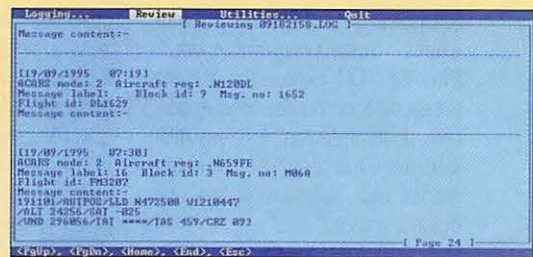 Logging... Review Utilities... Quit
[ Reviewing 09182158.LOG ]
Message content:-
[19/09/1995 07:19]
ACARS mode: 2 Aircraft reg: .N120DL
Message label: _ Block id: 9 Msg. no: 1652
Flight id: DL1629
Message content:-
[19/09/1995 07:30]
ACARS mode: 2 Aircraft reg: .N659FE
Message label: 16 Block id: 3 Msg. no: M06A
Flight id: FM3207
Message content:-
/AUTPOS/LLD N472508 W1210447
/ALT 24256/SAT -025
/WND 296056/TAT ****/TAS 459/CRZ 093
[ Page 24 ]
<PgUp>, <PgDn>, <Home>, <End>, <Esc>